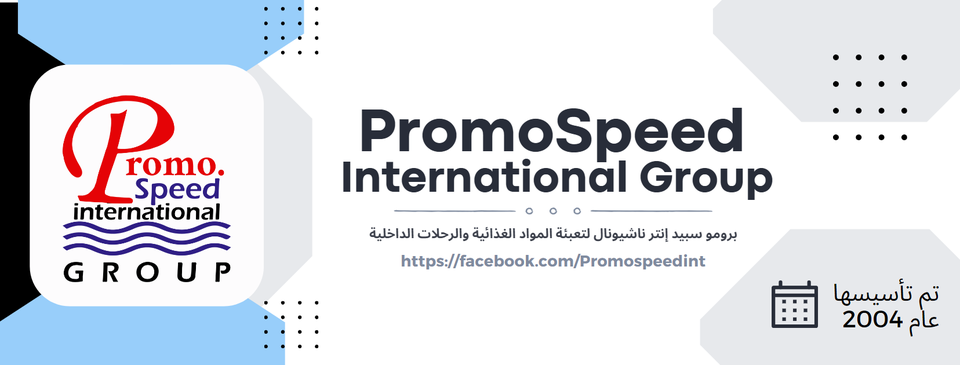 Promo.
Speed
international
GROUP
PromoSpeed
International Group
برومو سبيد إنتر ناشيونال لتعبئة المواد الغذائية والرحلات الداخلية
https://facebook.com/Promospeedint
تم تأسيسها
عام 2004